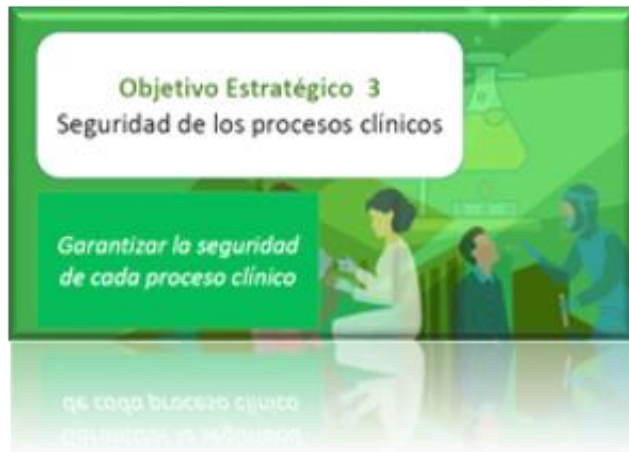 Objetivo Estratégico 3
Seguridad de los procesos clínicos
Garantizar la seguridad
de cada proceso clínico